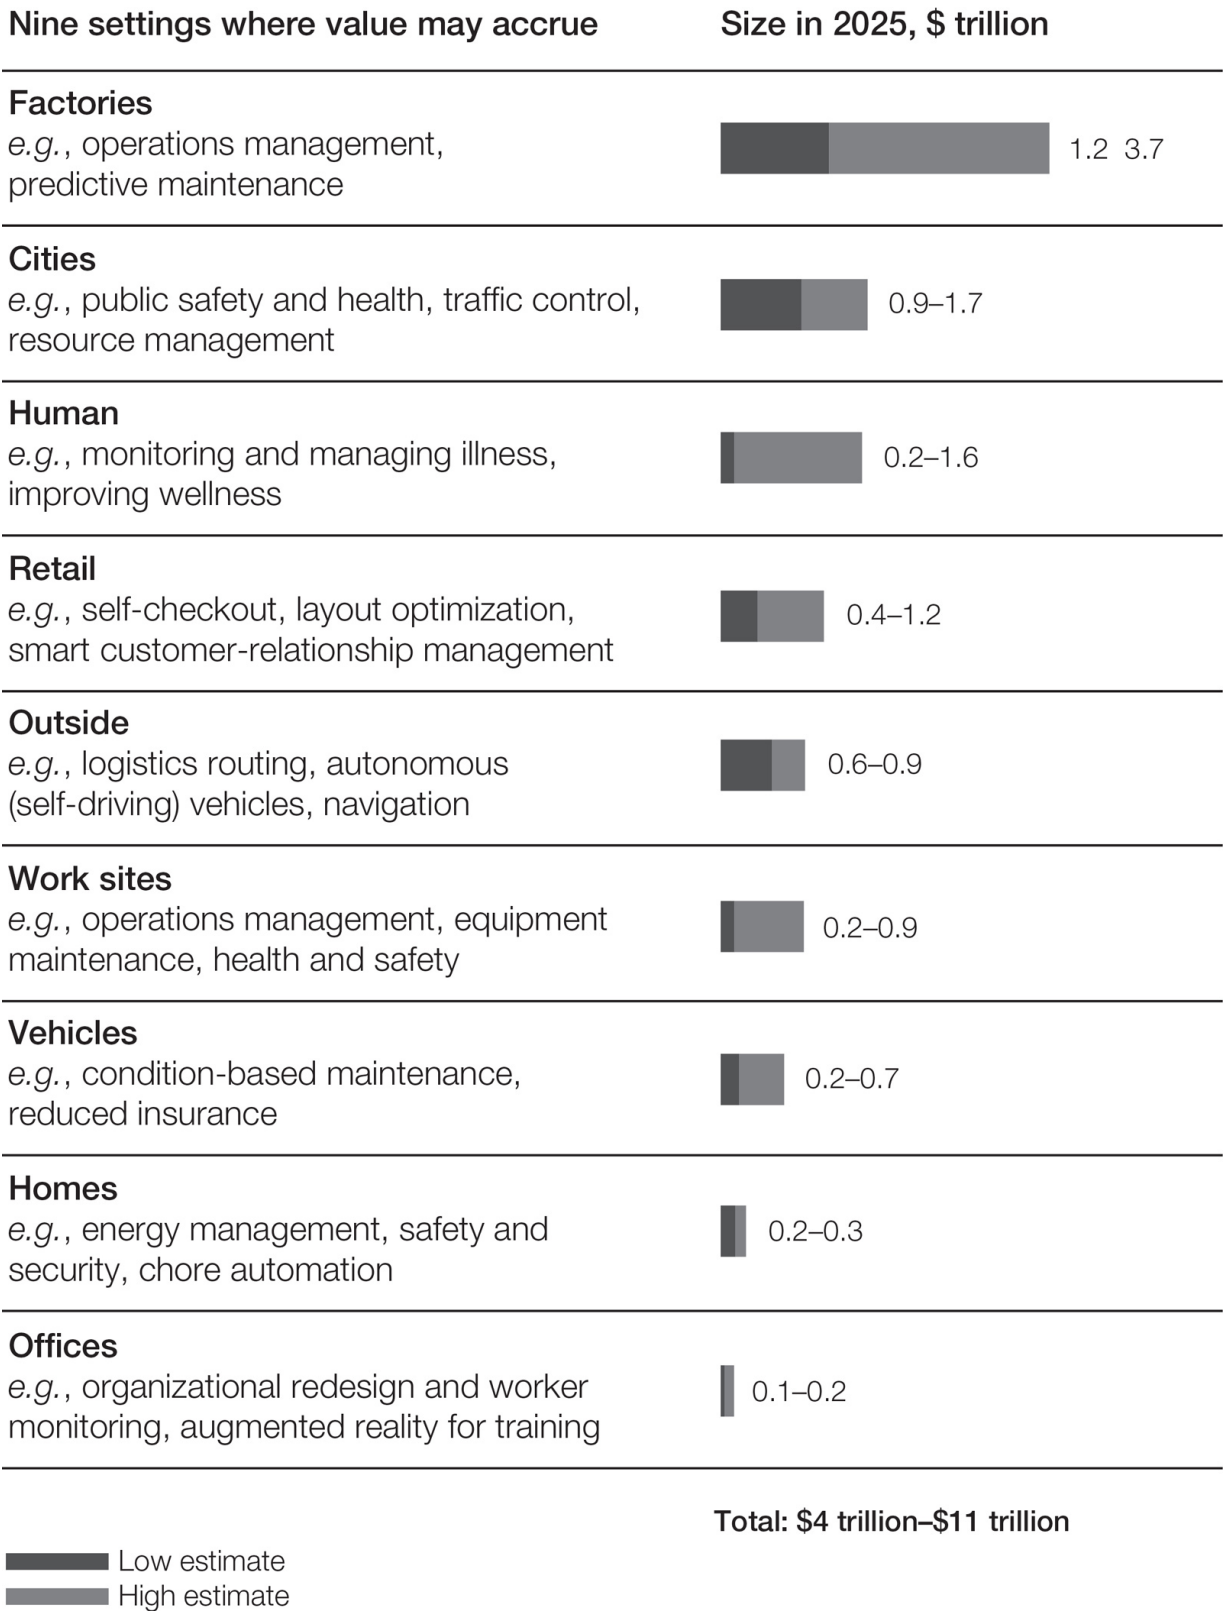 Nine settings where value may accrue
Size in 2025, $ trillion
Factories
e.g., operations management,
predictive maintenance
1.2  3.7
Cities
e.g., public safety and health, traffic control,
resource management
0.9–1.7
Human
e.g., monitoring and managing illness,
improving wellness
0.2–1.6
Retail
e.g., self-checkout, layout optimization,
smart customer-relationship management
0.4–1.2
Outside
e.g., logistics routing, autonomous
(self-driving) vehicles, navigation
0.6–0.9
Work sites
e.g., operations management, equipment
maintenance, health and safety
0.2–0.9
Vehicles
e.g., condition-based maintenance,
reduced insurance
0.2–0.7
Homes
e.g., energy management, safety and
security, chore automation
0.2–0.3
Offices
e.g., organizational redesign and worker
monitoring, augmented reality for training
0.1–0.2
Total: $4 trillion–$11 trillion
Low estimate
High estimate